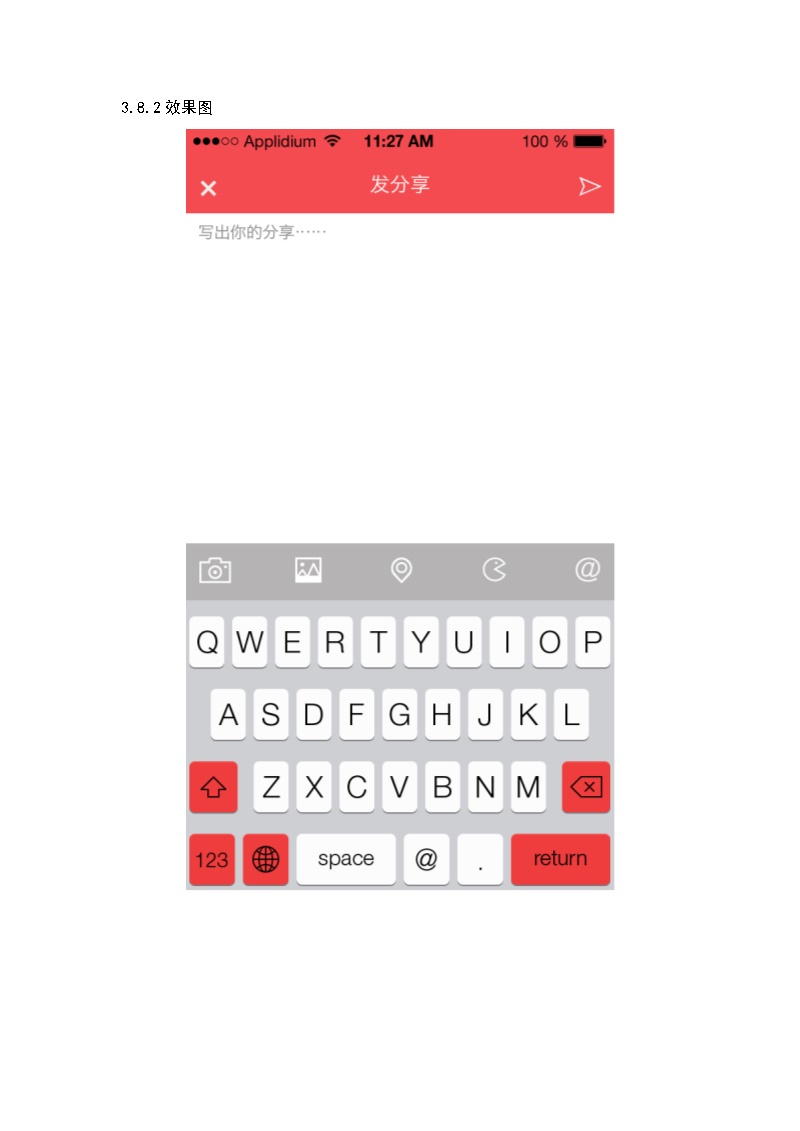 3.8.2效果图
Applidium 11:27 AM 100 %
发分享
写出你的分享……
Q W E R T Y U I O P
A S D F G H J K L
Z X C V B N M
123 space @ . return